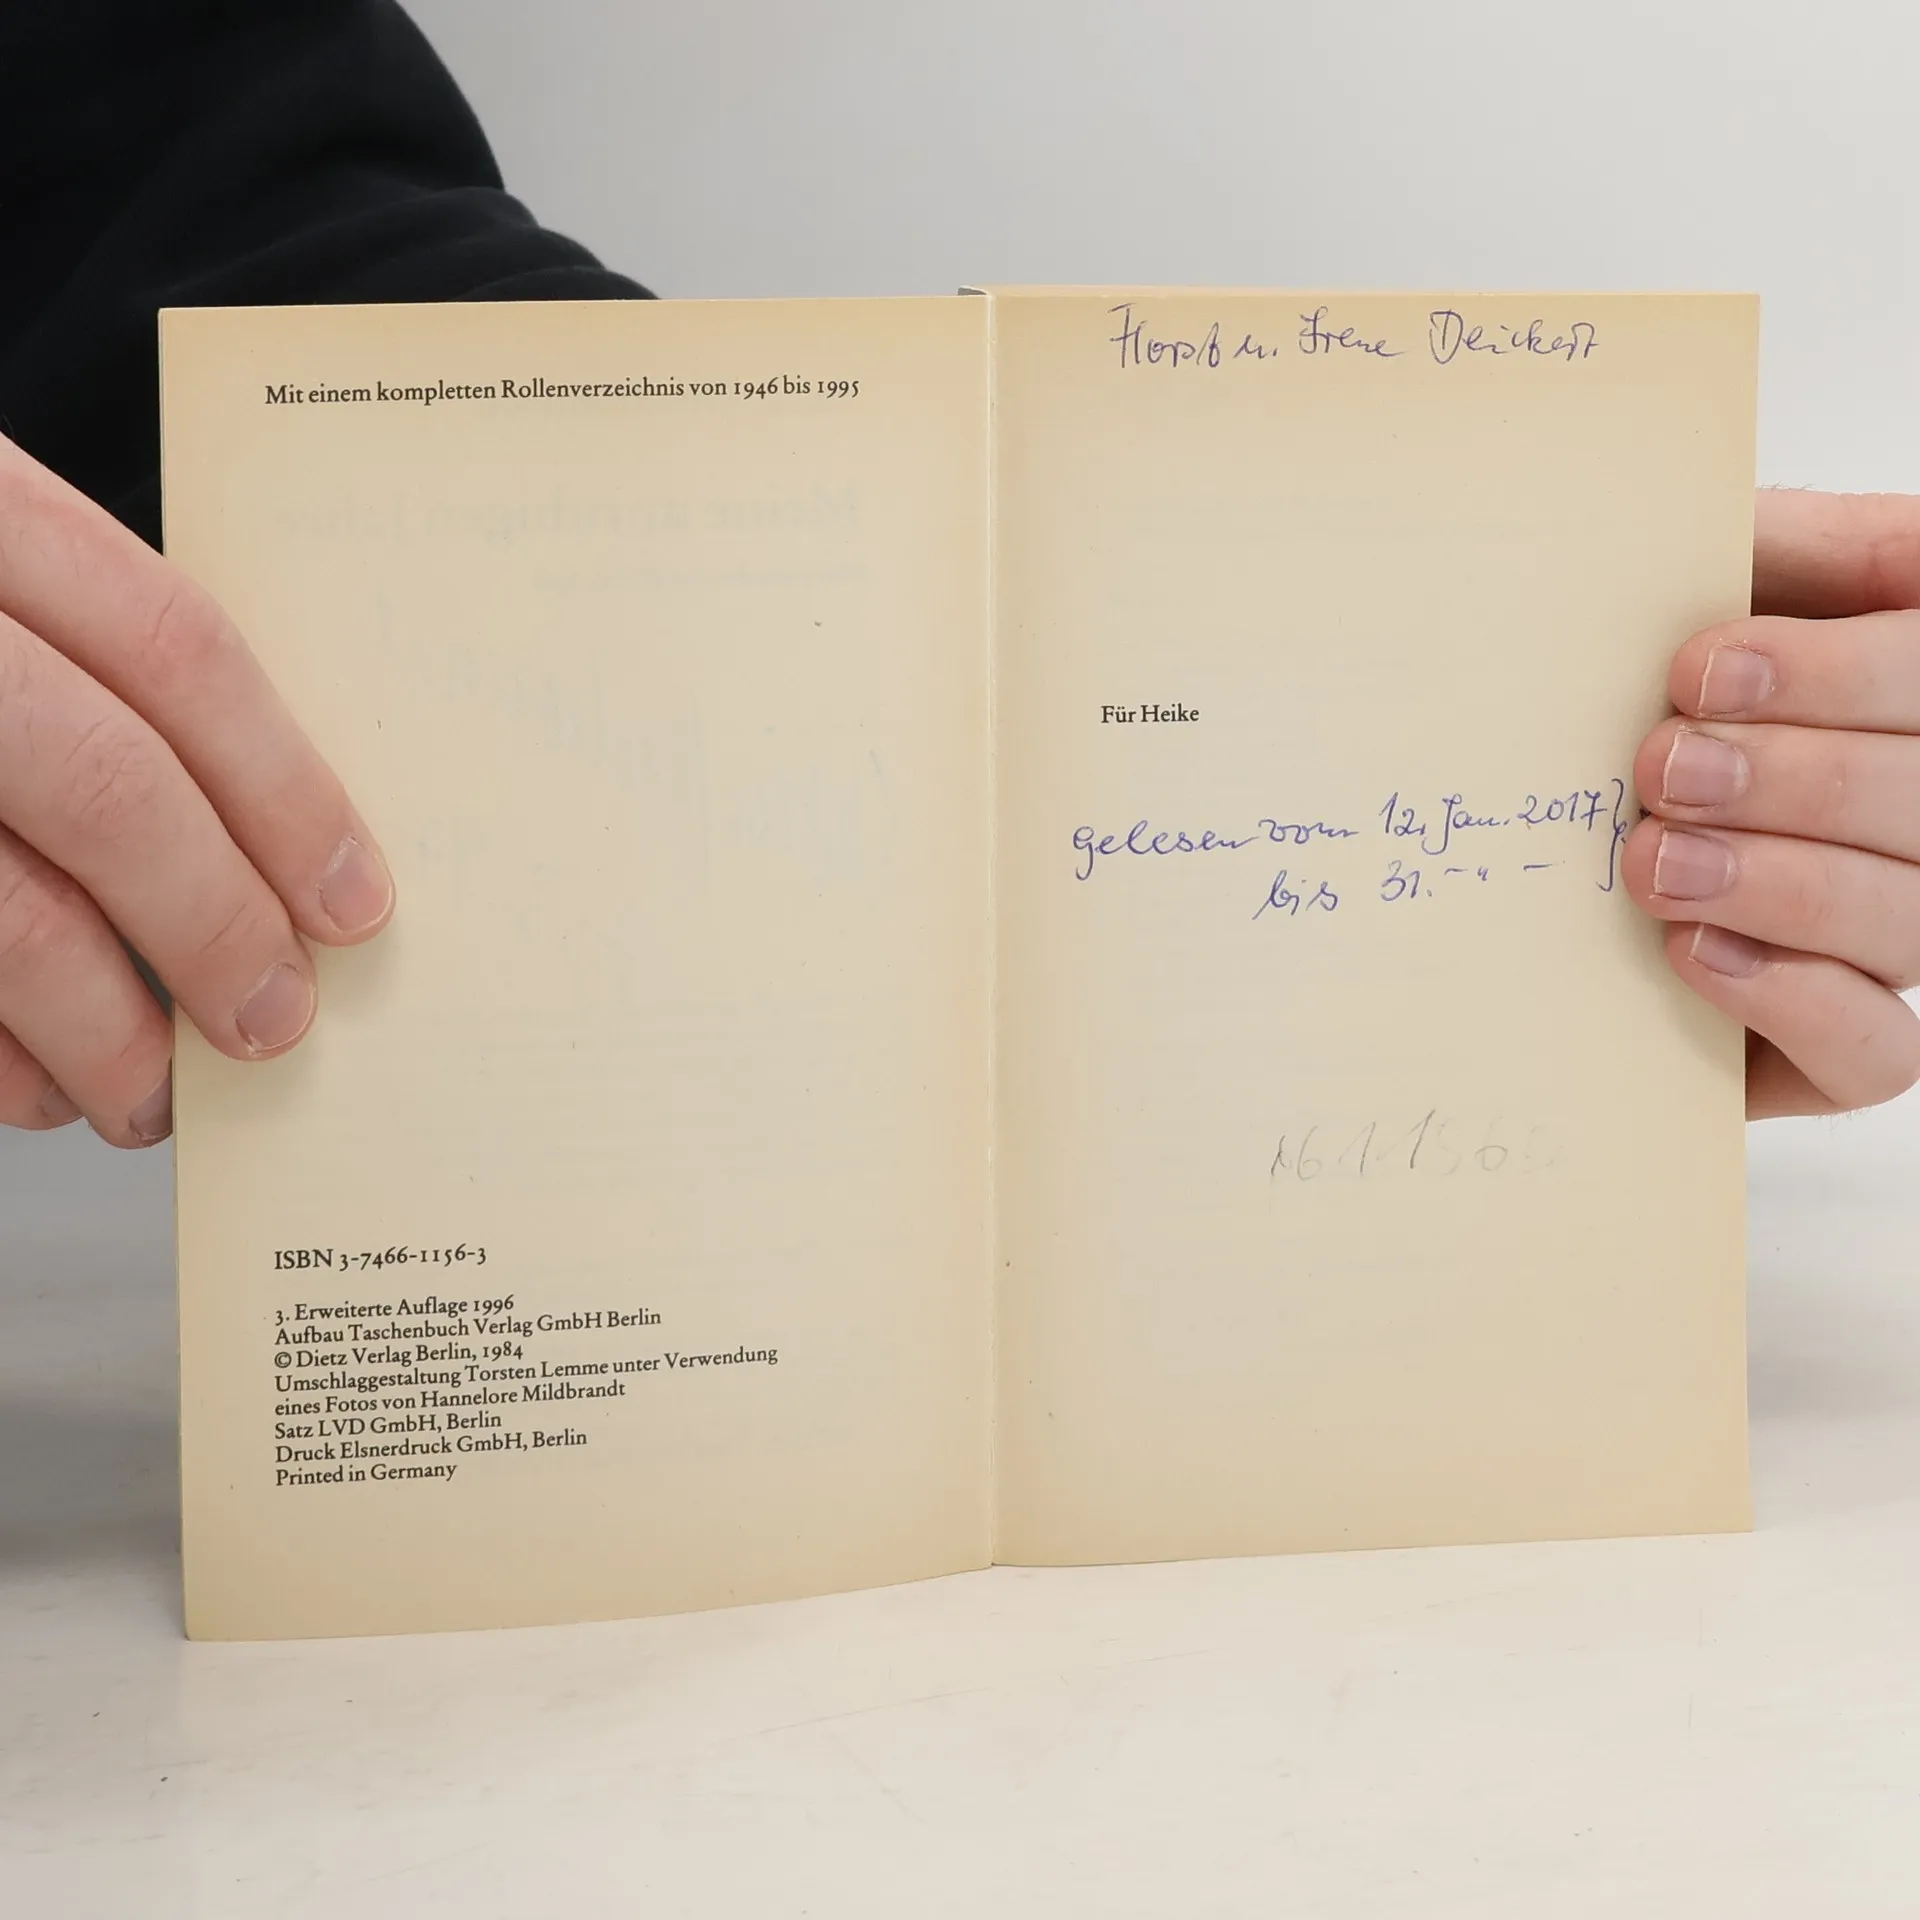 Mit einem kompletten Rollenverzeichnis von 1946 bis 1995
ISBN 3-7466-1156-3
3. Erweiterte Auflage 1996
Aufbau Taschenbuch Verlag GmbH Berlin
© Dietz Verlag Berlin, 1984
Umschlaggestaltung Torsten Lemme unter Verwendung
eines Fotos von Hannelore Mildbrandt
Satz LVD GmbH, Berlin
Druck Elsnerdruck GmbH, Berlin
Printed in Germany
Horst u. Irene Deickert
Für Heike
gelesen vom 12. Jan. 2017
bis 31. -"-